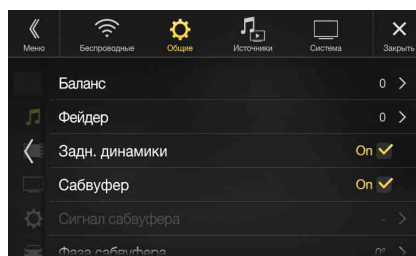 Меню Беспроводные Общие Источники Система Закрыть
Баланс 0
Фейдер 0
Задн. динамики On
Сабвуфер On
Сигнал сабвуфера -
Фаза сабвуфера 0°